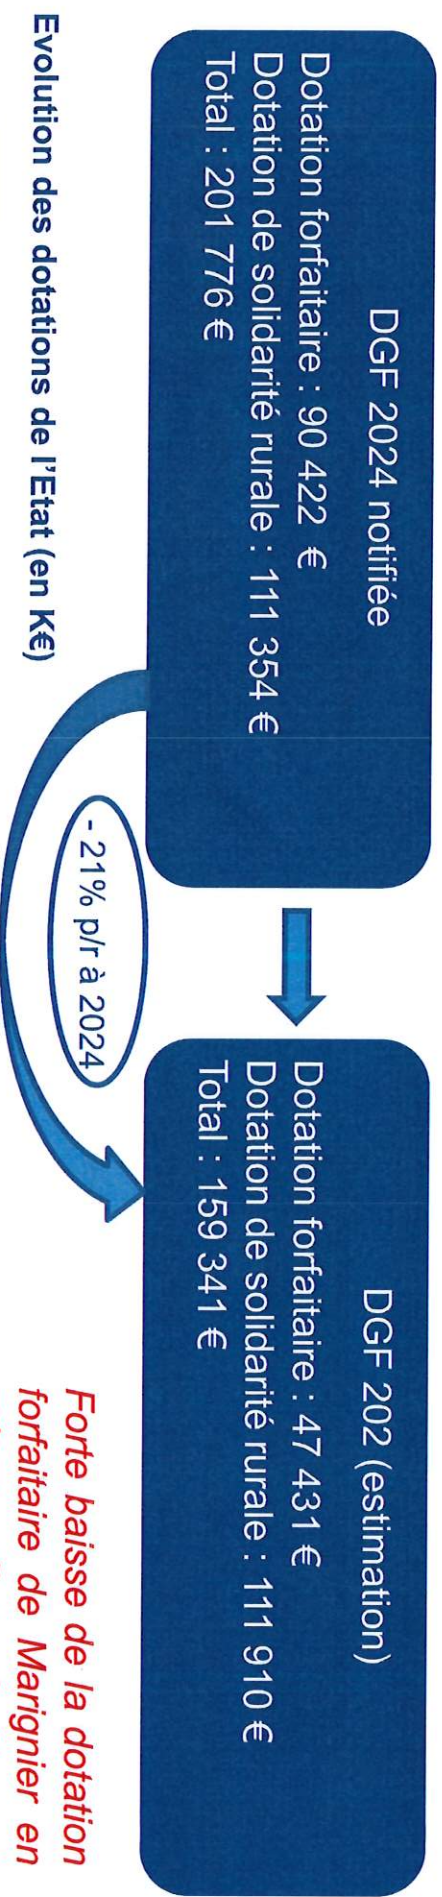 DGF 2024 notifiée
Dotation forfaitaire : 90 422 €
Dotation de solidarité rurale : 111 354 €
Total : 201 776 €
DGF 202 (estimation)
Dotation forfaitaire : 47 431 €
Dotation de solidarité rurale : 111 910 €
Total : 159 341 €
- 21% p/r à 2024
Evolution des dotations de l'Etat (en K€)
Forte baisse de la dotation
forfaitaire de Marignier en